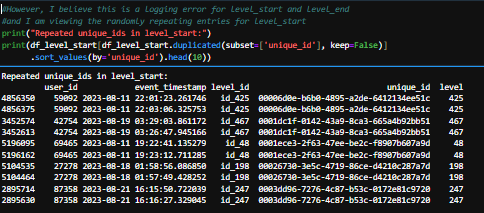 #However, I believe this is a logging error for level_start and level_end
#and I am viewing the randomly repeating entries for level_start
print("Repeated unique_ids in level_start:")
print(df_level_start[df_level_start.duplicated(subset=['unique_id'], keep=False)]
.sort_values(by='unique_id').head(10))
Repeated unique_ids in level_start:
user_id event_timestamp level_id unique_id level
4856350 59092 2023-08-11 22:01:23.261746 id_425 00006d0e-b6b0-4895-a2de-6412134ee51c 425
4856375 59092 2023-08-11 22:03:06.325753 id_425 00006d0e-b6b0-4895-a2de-6412134ee51c 425
3452574 42754 2023-08-19 03:29:03.861172 id_467 0001dc1f-0142-43a9-8ca3-665a4b92bb51 467
3452613 42754 2023-08-19 03:26:47.945166 id_467 0001dc1f-0142-43a9-8ca3-665a4b92bb51 467
5196095 69465 2023-08-11 19:22:41.135279 id_48 0001ece3-2f63-47ee-be2c-f8907b607a9d 48
5196162 69465 2023-08-11 19:23:12.711285 id_48 0001ece3-2f63-47ee-be2c-f8907b607a9d 48
5104535 27278 2023-08-18 01:58:56.086850 id_198 00026730-3e5c-4719-86ce-d4210c287a7d 198
5104464 27278 2023-08-18 01:57:49.428252 id_198 00026730-3e5c-4719-86ce-d4210c287a7d 198
2895714 87358 2023-08-21 16:15:50.722039 id_247 0003dd96-7276-4c87-b53c-0172e81c9720 247
2895630 87358 2023-08-21 16:16:27.329045 id_247 0003dd96-7276-4c87-b53c-0172e81c9720 247